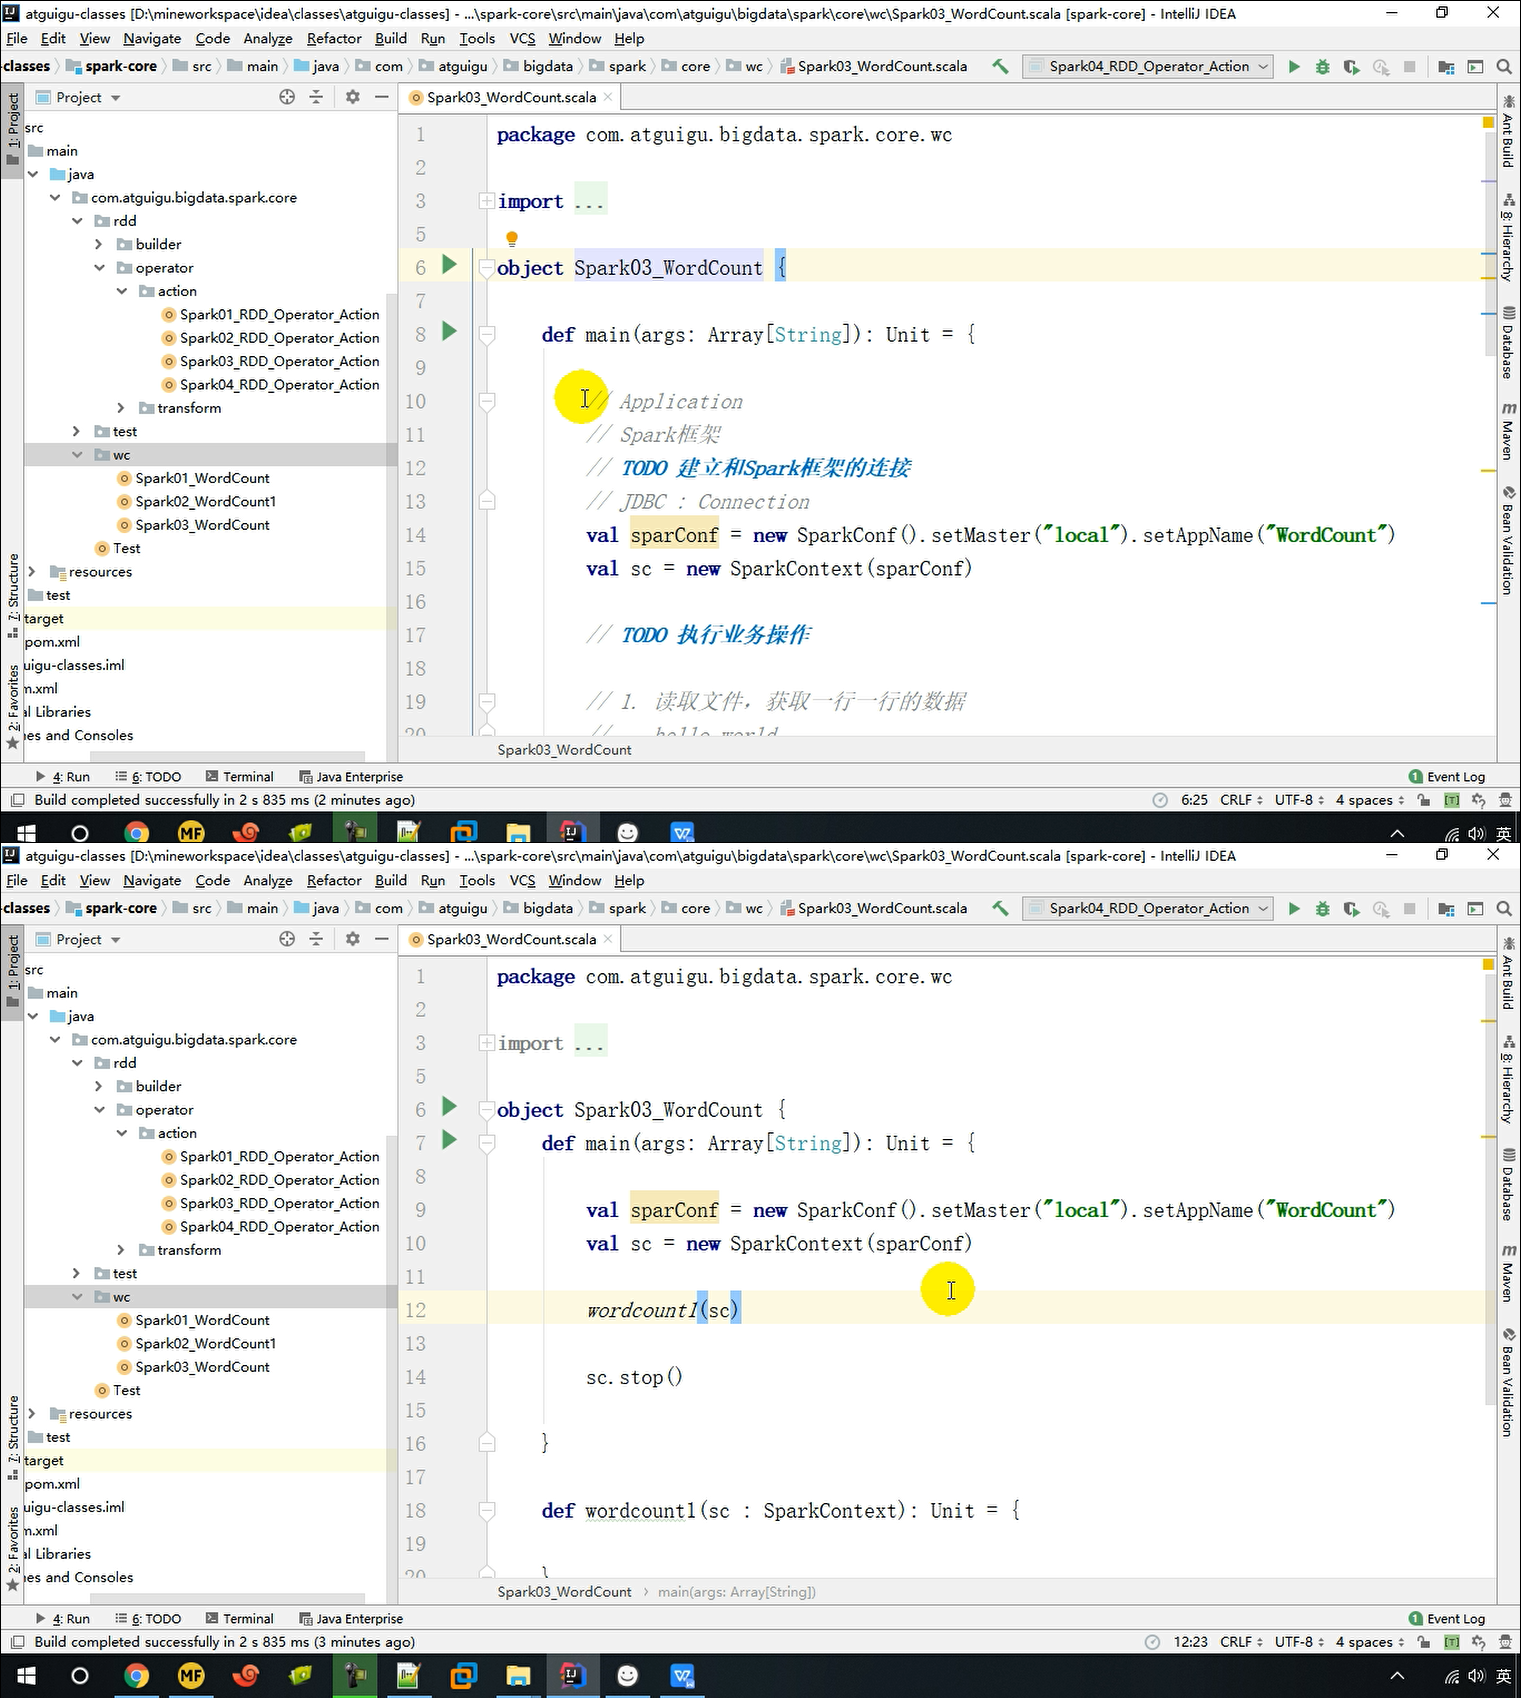 atguigu-classes [D:\mineworkspace\idea\classes\atguigu-classes] - ...\spark-core\src\main\java\com\atguigu\bigdata\spark\core\wc\Spark03_WordCount.scala [spark-core] - IntelliJ IDEA
File Edit View Navigate Code Analyze Refactor Build Run Tools VCS Window Help
-classes spark-core src main java com atguigu bigdata spark core wc Spark03_WordCount.scala Spark04_RDD_Operator_Action
1: Project
Project
Spark03_WordCount.scala
src
main
java
com.atguigu.bigdata.spark.core
rdd
builder
operator
action
Spark01_RDD_Operator_Action
Spark02_RDD_Operator_Action
Spark03_RDD_Operator_Action
Spark04_RDD_Operator_Action
transform
test
wc
Spark01_WordCount
Spark02_WordCount1
Spark03_WordCount
Test
resources
test
target
pom.xml
uigu-classes.iml
n.xml
al Libraries
nes and Consoles
7: Structure
2: Favorites
1 package com.atguigu.bigdata.spark.core.wc
2
3 import ...
5
6 object Spark03_WordCount {
7
8 def main(args: Array[String]): Unit = {
9
10 // Application
11 // Spark框架
12 // TODO 建立和Spark框架的连接
13 // JDBC : Connection
14 val sparConf = new SparkConf().setMaster("local").setAppName("WordCount")
15 val sc = new SparkContext(sparConf)
16
17 // TODO 执行业务操作
18
19 // 1. 读取文件，获取一行一行的数据
20 // hello world
Spark03_WordCount
Ant Build
8: Hierarchy
Database
Maven
Bean Validation
4: Run 6: TODO Terminal Java Enterprise 1 Event Log
Build completed successfully in 2 s 835 ms (2 minutes ago) 6:25 CRLF UTF-8 4 spaces
MF 英
atguigu-classes [D:\mineworkspace\idea\classes\atguigu-classes] - ...\spark-core\src\main\java\com\atguigu\bigdata\spark\core\wc\Spark03_WordCount.scala [spark-core] - IntelliJ IDEA
File Edit View Navigate Code Analyze Refactor Build Run Tools VCS Window Help
-classes spark-core src main java com atguigu bigdata spark core wc Spark03_WordCount.scala Spark04_RDD_Operator_Action
1: Project
Project
Spark03_WordCount.scala
src
main
java
com.atguigu.bigdata.spark.core
rdd
builder
operator
action
Spark01_RDD_Operator_Action
Spark02_RDD_Operator_Action
Spark03_RDD_Operator_Action
Spark04_RDD_Operator_Action
transform
test
wc
Spark01_WordCount
Spark02_WordCount1
Spark03_WordCount
Test
resources
test
target
pom.xml
uigu-classes.iml
n.xml
al Libraries
nes and Consoles
7: Structure
2: Favorites
1 package com.atguigu.bigdata.spark.core.wc
2
3 import ...
5
6 object Spark03_WordCount {
7 def main(args: Array[String]): Unit = {
8
9 val sparConf = new SparkConf().setMaster("local").setAppName("WordCount")
10 val sc = new SparkContext(sparConf)
11
12 wordcount1(sc)
13
14 sc.stop()
15
16 }
17
18 def wordcount1(sc : SparkContext): Unit = {
19
20 }
Spark03_WordCount main(args: Array[String])
Ant Build
8: Hierarchy
Database
Maven
Bean Validation
4: Run 6: TODO Terminal Java Enterprise 1 Event Log
Build completed successfully in 2 s 835 ms (3 minutes ago) 12:23 CRLF UTF-8 4 spaces
MF 英